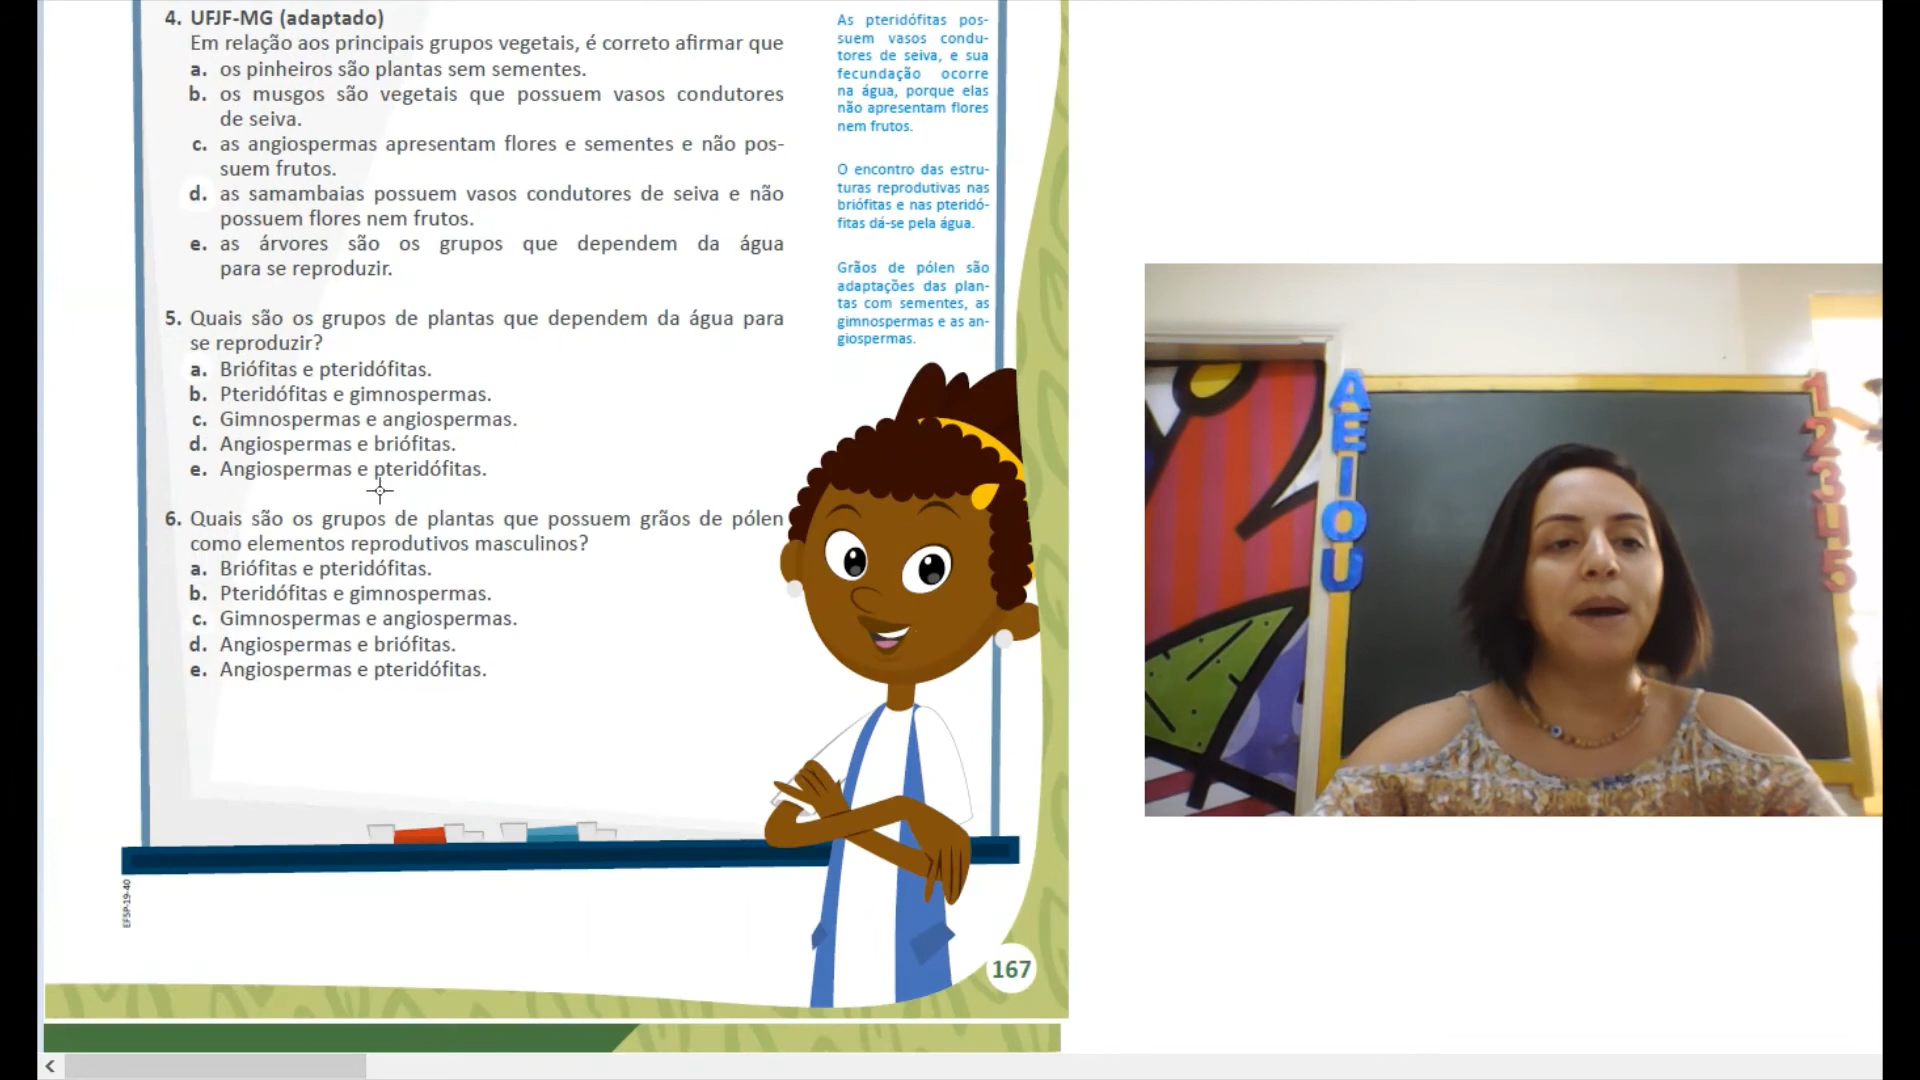 4. UFJF-MG (adaptado)
Em relação aos principais grupos vegetais, é correto afirmar que
a. os pinheiros são plantas sem sementes.
b. os musgos são vegetais que possuem vasos condutores
de seiva.
c. as angiospermas apresentam flores e sementes e não pos-
suem frutos.
d. as samambaias possuem vasos condutores de seiva e não
possuem flores nem frutos.
e. as árvores são os grupos que dependem da água
para se reproduzir.
5. Quais são os grupos de plantas que dependem da água para
se reproduzir?
a. Briófitas e pteridófitas.
b. Pteridófitas e gimnospermas.
c. Gimnospermas e angiospermas.
d. Angiospermas e briófitas.
e. Angiospermas e pteridófitas.
6. Quais são os grupos de plantas que possuem grãos de pólen
como elementos reprodutivos masculinos?
a. Briófitas e pteridófitas.
b. Pteridófitas e gimnospermas.
c. Gimnospermas e angiospermas.
d. Angiospermas e briófitas.
e. Angiospermas e pteridófitas.
As pteridófitas pos-
suem vasos condu-
tores de seiva, e sua
fecundação ocorre
na água, porque elas
não apresentam flores
nem frutos.
O encontro das estru-
turas reprodutivas nas
briófitas e nas pteridó-
fitas dá-se pela água.
Grãos de pólen são
adaptações das plan-
tas com sementes, as
gimnospermas e as an-
giospermas.
EF5P-19-40
167
A
E
I
O
U
1
2
3
4
5